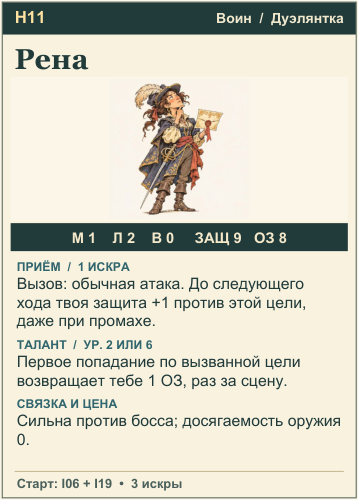 H11
Воин / Дуэлянтка
Рена
М 1 Л 2 В 0 ЗАЩ 9 ОЗ 8
ПРИЁМ / 1 ИСКРА
Вызов: обычная атака. До следующего
хода твоя защита +1 против этой цели,
даже при промахе.
ТАЛАНТ / УР. 2 ИЛИ 6
Первое попадание по вызванной цели
возвращает тебе 1 ОЗ, раз за сцену.
СВЯЗКА И ЦЕНА
Сильна против босса; досягаемость оружия
0.
Старт: I06 + I19 • 3 искры